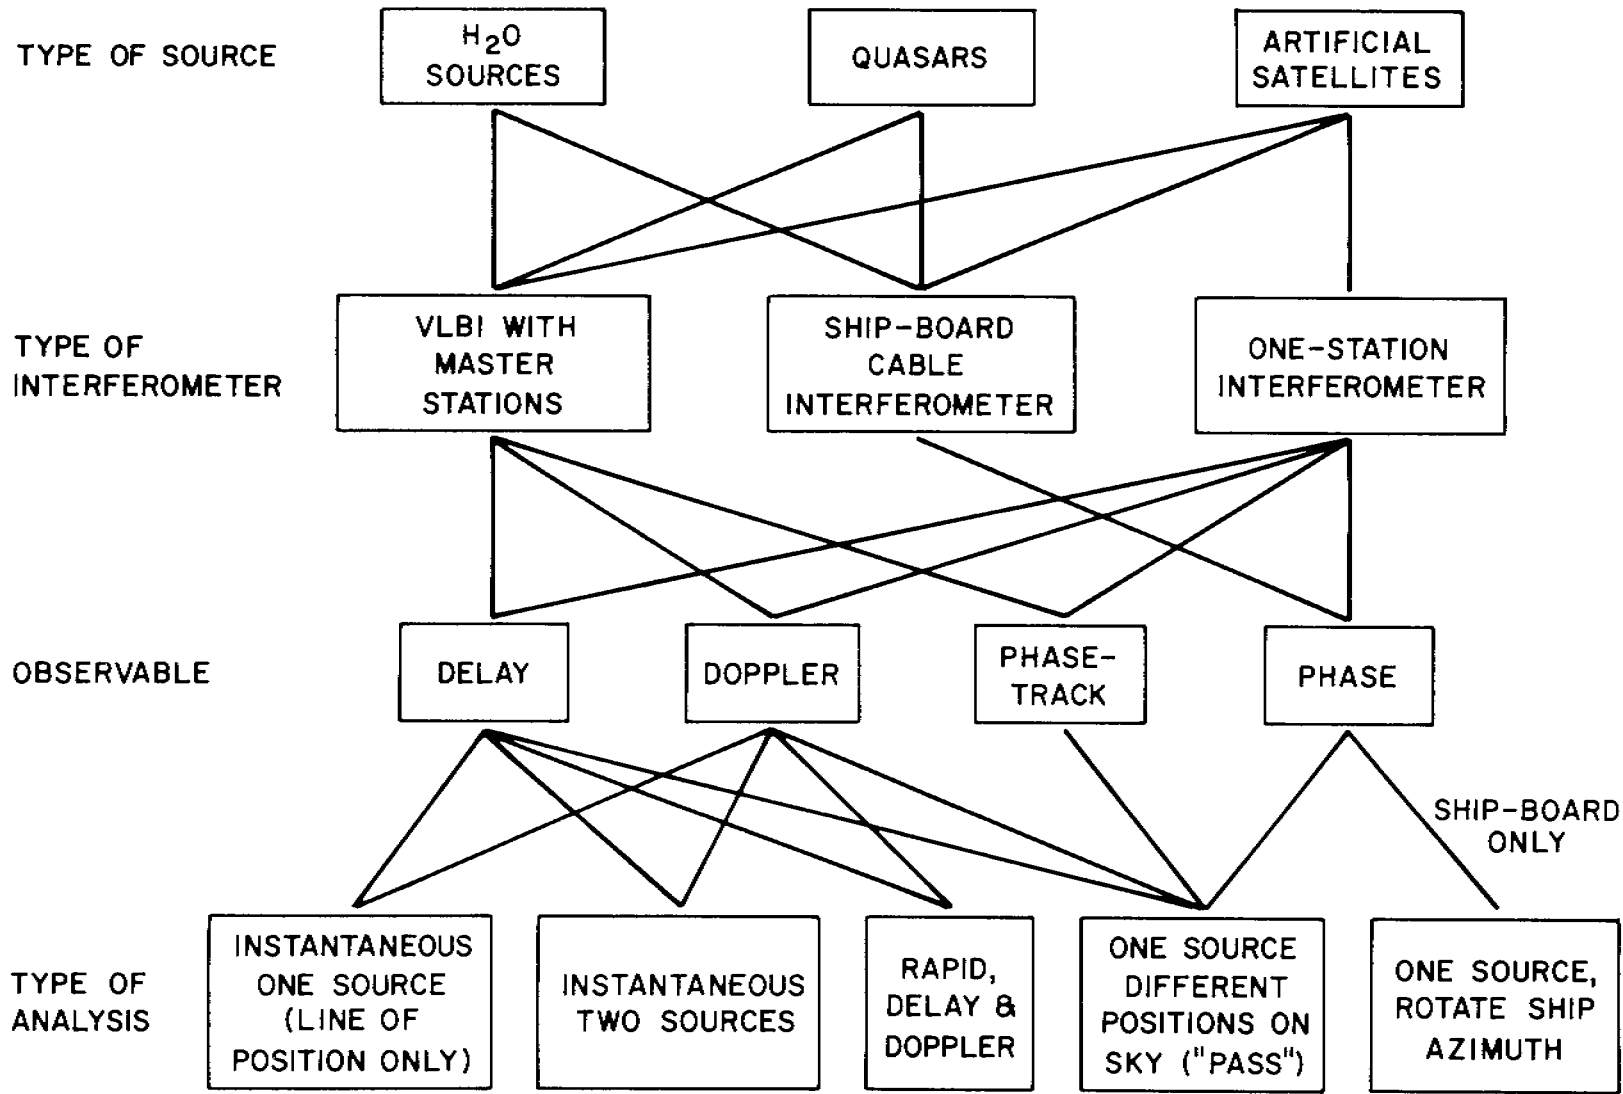 TYPE OF SOURCE
H2O
SOURCES
QUASARS
ARTIFICIAL
SATELLITES
TYPE OF
INTERFEROMETER
VLBI WITH
MASTER
STATIONS
SHIP-BOARD
CABLE
INTERFEROMETER
ONE-STATION
INTERFEROMETER
OBSERVABLE
DELAY
DOPPLER
PHASE-
TRACK
PHASE
SHIP-BOARD
ONLY
TYPE OF
ANALYSIS
INSTANTANEOUS
ONE SOURCE
(LINE OF
POSITION ONLY)
INSTANTANEOUS
TWO SOURCES
RAPID,
DELAY &
DOPPLER
ONE SOURCE
DIFFERENT
POSITIONS ON
SKY ("PASS")
ONE SOURCE,
ROTATE SHIP
AZIMUTH